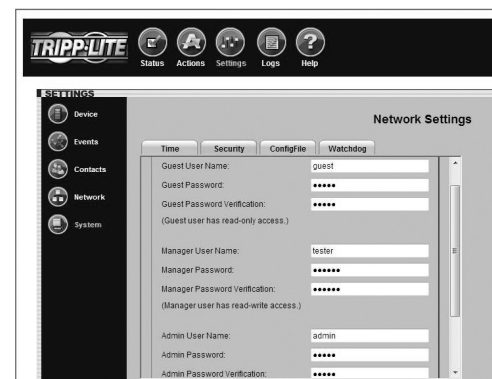 TRIPP·LITE
Status Actions Settings Logs Help
SETTINGS
Device
Events
Contacts
Network
System
Network Settings
Time Security ConfigFile Watchdog
Guest User Name: guest
Guest Password: •••••
Guest Password Verification: •••••
(Guest user has read-only access.)
Manager User Name: tester
Manager Password: ••••••
Manager Password Verification: ••••••
(Manager user has read-write access.)
Admin User Name: admin
Admin Password: •••••
Admin Password Verification: •••••